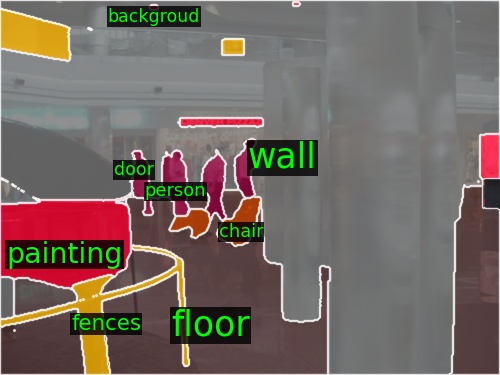 backgroud
door
wall
person
chair
painting
fences
floor